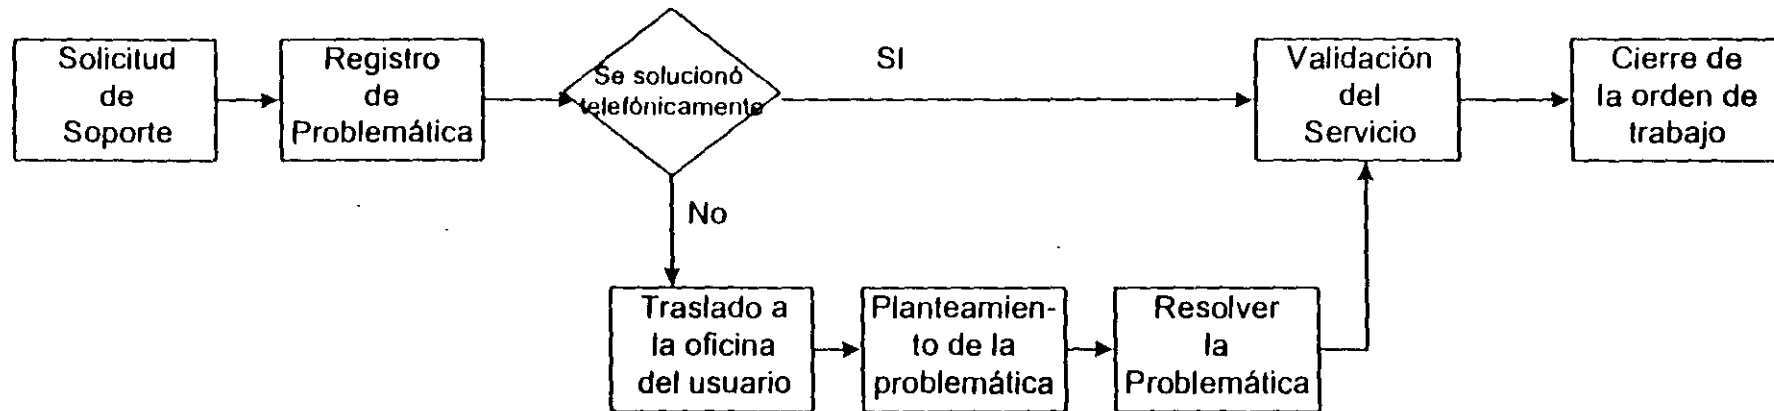 Solicitud
de
Soporte
Registro
de
Problemática
Se solucionó
telefónicamente
SI
Validación
del
Servicio
Cierre de
la orden de
trabajo
No
Traslado a
la oficina
del usuario
Planteamien-
to de la
problemática
Resolver
la
Problemática